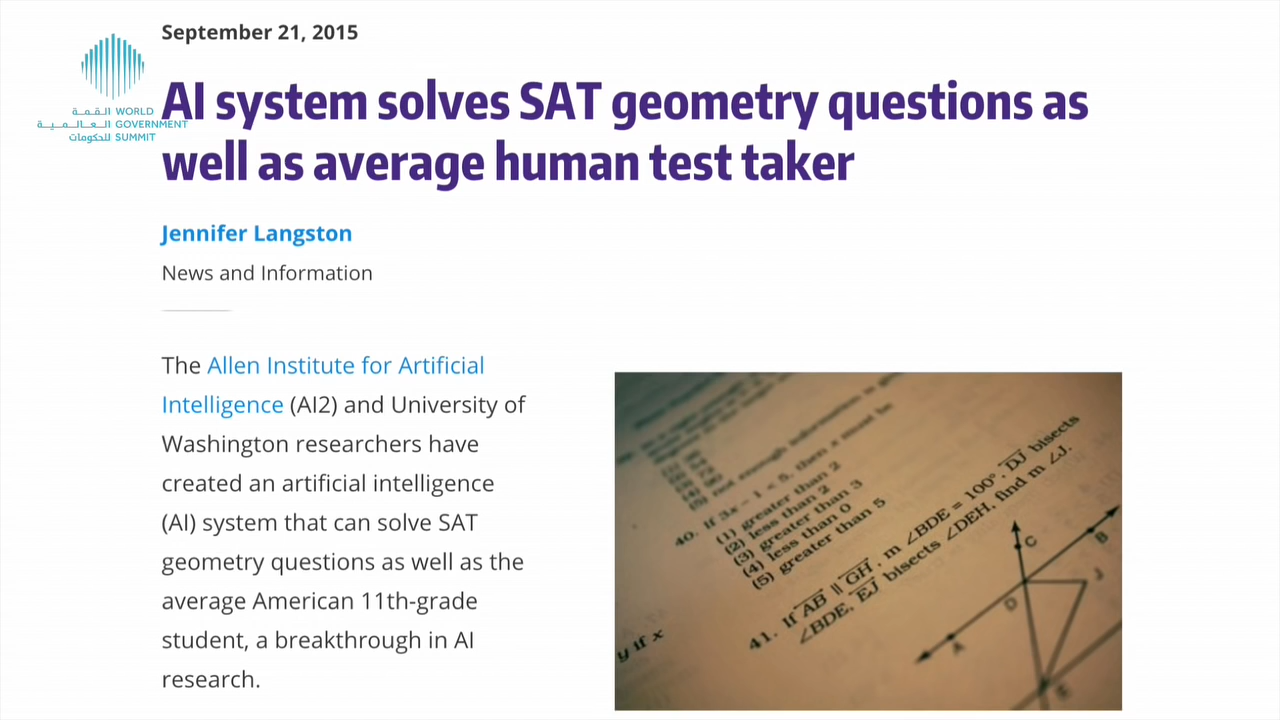 September 21, 2015
القمة WORLD
العالمية GOVERNMENT
للحكومات SUMMIT
AI system solves SAT geometry questions as
well as average human test taker
Jennifer Langston
News and Information
The Allen Institute for Artificial
Intelligence (AI2) and University of
Washington researchers have
created an artificial intelligence
(AI) system that can solve SAT
geometry questions as well as the
average American 11th-grade
student, a breakthrough in AI
research.
not enough information
40. If 3x − 1 < 5, then x must be
(1) greater than 2
(2) less than 2
(3) greater than 3
(4) less than 0
(5) greater than 5
41. If AB || GH, m ∠BDE = 100°, DJ bisects
∠BDE, EJ bisects ∠DEH, find m ∠J.
y if x
C
B
J
D
A
E